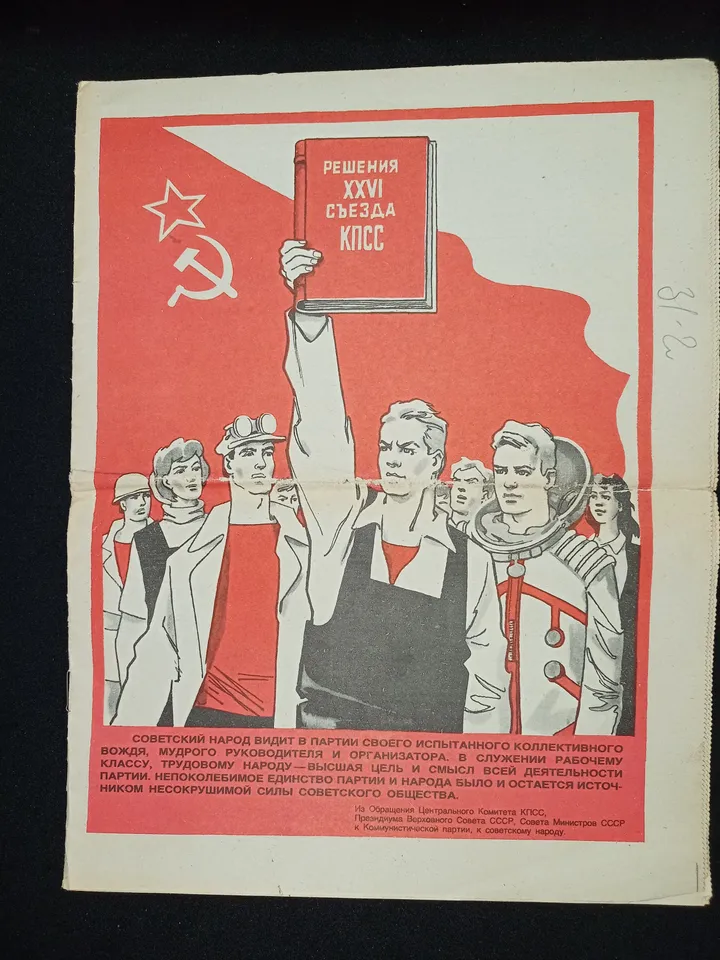 РЕШЕНИЯ
XXVI
СЪЕЗДА
КПСС
31-2
СОВЕТСКИЙ НАРОД ВИДИТ В ПАРТИИ СВОЕГО ИСПЫТАННОГО КОЛЛЕКТИВНОГО
ВОЖДЯ, МУДРОГО РУКОВОДИТЕЛЯ И ОРГАНИЗАТОРА. В СЛУЖЕНИИ РАБОЧЕМУ
КЛАССУ, ТРУДОВОМУ НАРОДУ—ВЫСШАЯ ЦЕЛЬ И СМЫСЛ ВСЕЙ ДЕЯТЕЛЬНОСТИ
ПАРТИИ. НЕПОКОЛЕБИМОЕ ЕДИНСТВО ПАРТИИ И НАРОДА БЫЛО И ОСТАЕТСЯ ИСТОЧ-
НИКОМ НЕСОКРУШИМОЙ СИЛЫ СОВЕТСКОГО ОБЩЕСТВА.
Из Обращения Центрального Комитета КПСС,
Президиума Верховного Совета СССР, Совета Министров СССР
к Коммунистической партии, к советскому народу.